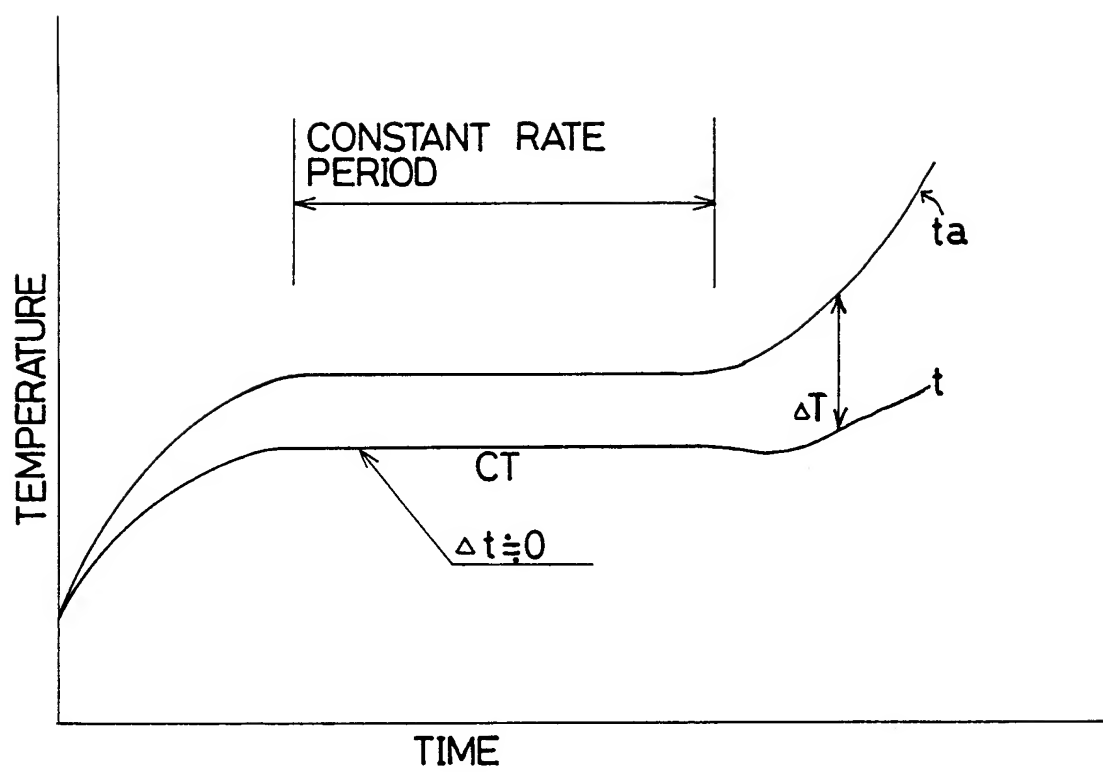 CONSTANT RATE
PERIOD
ta
TEMPERATURE
ΔT
t
CT
Δt≒0
TIME